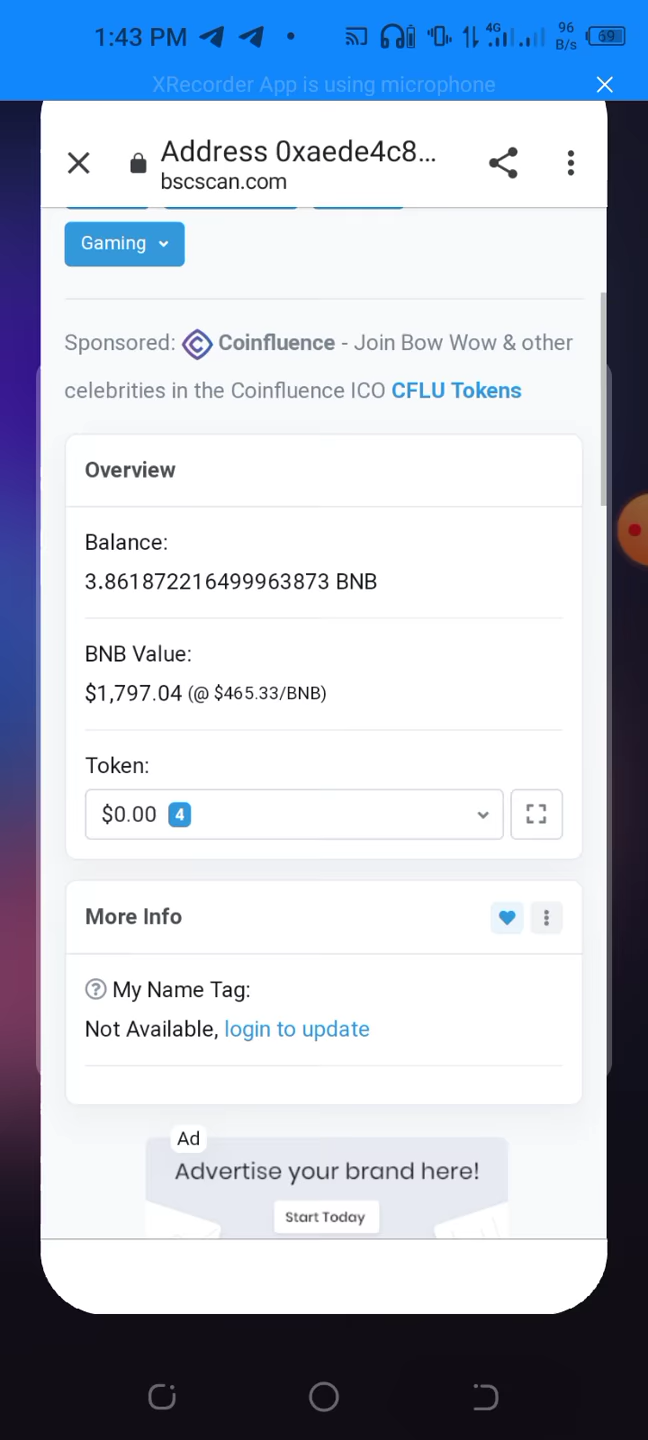 1:43 PM
4G
96
B/s
69
XRecorder App is using microphone
Address 0xaede4c8...
bscscan.com
Gaming
Sponsored: Coinfluence - Join Bow Wow & other
celebrities in the Coinfluence ICO CFLU Tokens
Overview
Balance:
3.861872216499963873 BNB
BNB Value:
$1,797.04 (@ $465.33/BNB)
Token:
$0.00 4
More Info
My Name Tag:
Not Available, login to update
Ad
Advertise your brand here!
Start Today